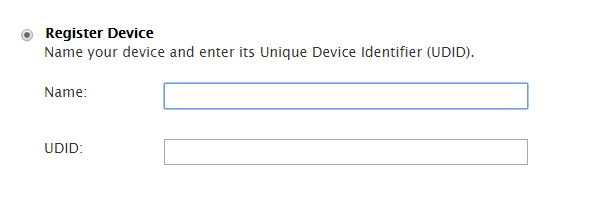 Register Device
Name your device and enter its Unique Device Identifier (UDID).
Name:
UDID: